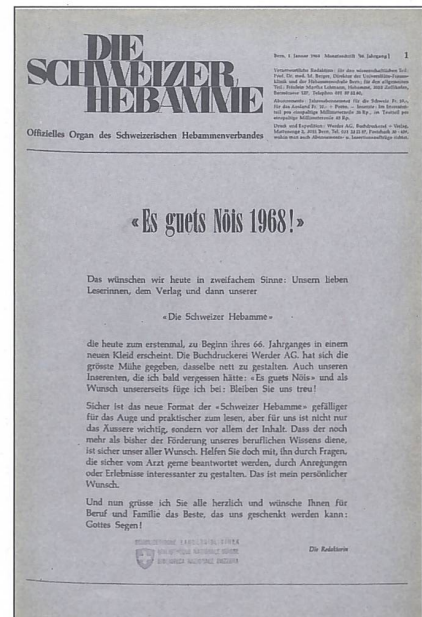 DIE
SCHWEIZER
HEBAMME
Offizielles Organ des Schweizerischen Hebammenverbandes
Bern, 1. Januar 1968 Monatsschrift 66. Jahrgang 1
«Es guets Nöis 1968!»
Das wünschen wir heute in zweifachem Sinne: Unsern lieben
Leserinnen, dem Verlag und dann unserer
«Die Schweizer Hebamme»
die heute zum erstenmal, zu Beginn ihres 66. Jahrganges in einem
neuen Kleid erscheint. Die Buchdruckerei Werder AG. hat sich die
grösste Mühe gegeben, dasselbe nett zu gestalten. Auch unseren
Inserenten, die ich bald vergessen hätte: «Es guets Nöis» und als
Wunsch unsererseits füge ich bei: Bleiben Sie uns treu!
Sicher ist das neue Format der «Schweizer Hebamme» gefälliger
für das Auge und praktischer zum lesen, aber für uns ist nicht nur
das Äussere wichtig, sondern vor allem der Inhalt. Dass der noch
mehr als bisher der Förderung unseres beruflichen Wissens diene,
ist sicher unser aller Wunsch. Helfen Sie doch mit, ihn durch Fragen,
die sicher vom Arzt gerne beantwortet werden, durch Anregungen
oder Erlebnisse interessanter zu gestalten. Das ist mein persönlicher
Wunsch.
Und nun grüsse ich Sie alle herzlich und wünsche Ihnen für
Beruf und Familie das Beste, das uns geschenkt werden kann:
Gottes Segen!
Die Redaktorin